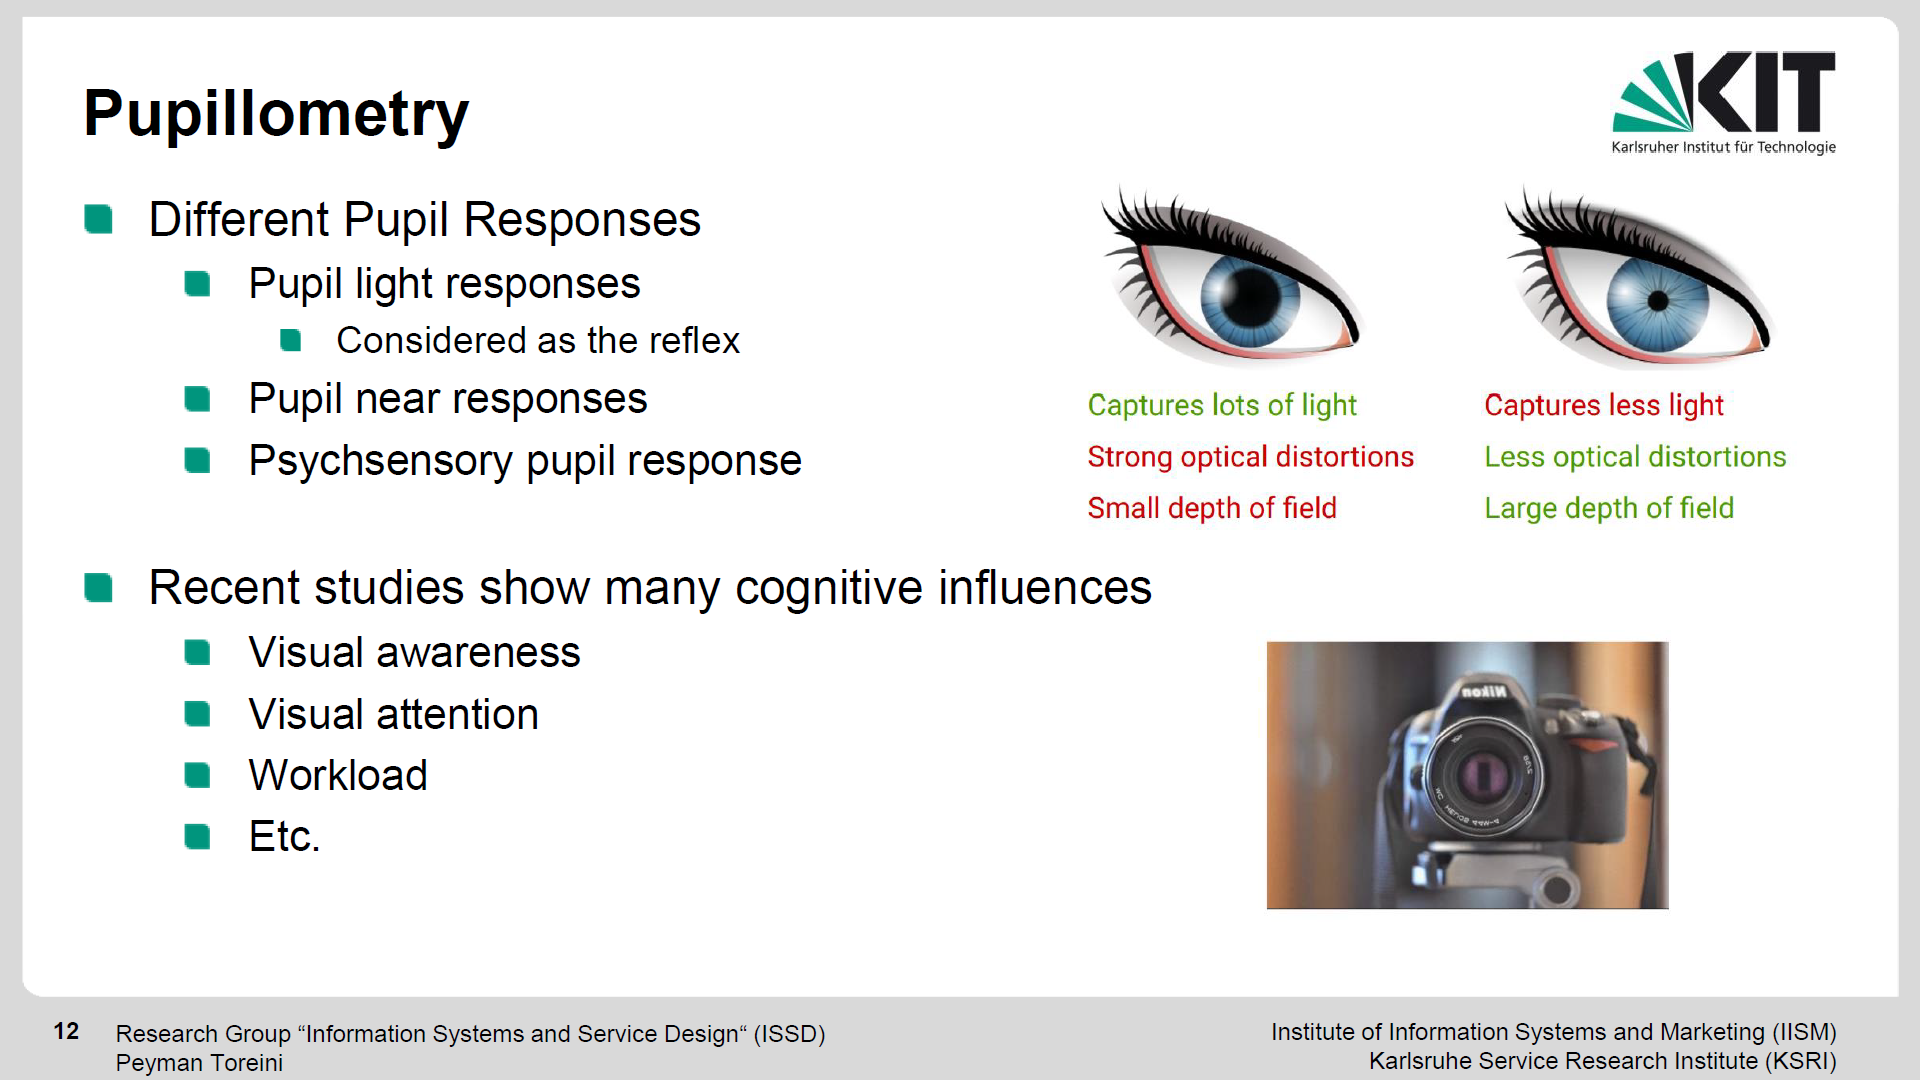 Pupillometry
KIT
Karlsruher Institut für Technologie
Different Pupil Responses
Pupil light responses
Considered as the reflex
Pupil near responses
Psychsensory pupil response
Captures lots of light
Strong optical distortions
Small depth of field
Captures less light
Less optical distortions
Large depth of field
Recent studies show many cognitive influences
Visual awareness
Visual attention
Workload
Etc.
Nikon
12
Research Group “Information Systems and Service Design“ (ISSD)
Peyman Toreini
Institute of Information Systems and Marketing (IISM)
Karlsruhe Service Research Institute (KSRI)